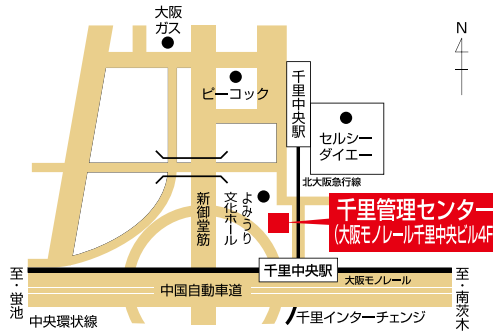 大阪
ガス
N
ピーコック
千里中央駅
セルシー
ダイエー
北大阪急行線
よみうり
文化ホール
新御堂筋
千里管理センター
(大阪モノレール千里中央ビル4F
千里中央駅
大阪モノレール
至・蛍池
中国自動車道
至・南茨木
中央環状線
千里インターチェンジ